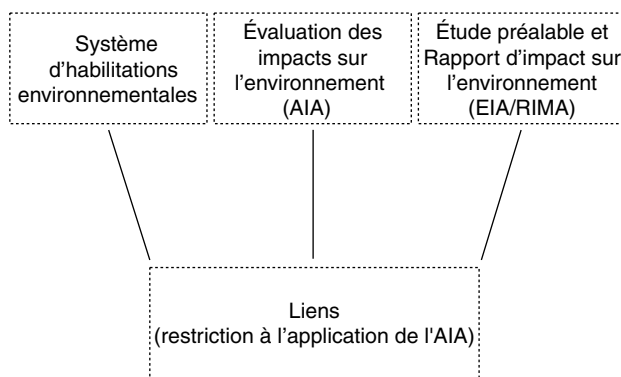 Système
d’habilitations
environnementales
Évaluation des
impacts sur
l’environnement
(AIA)
Étude préalable et
Rapport d’impact sur
l’environnement
(EIA/RIMA)
Liens
(restriction à l’application de l'AIA)